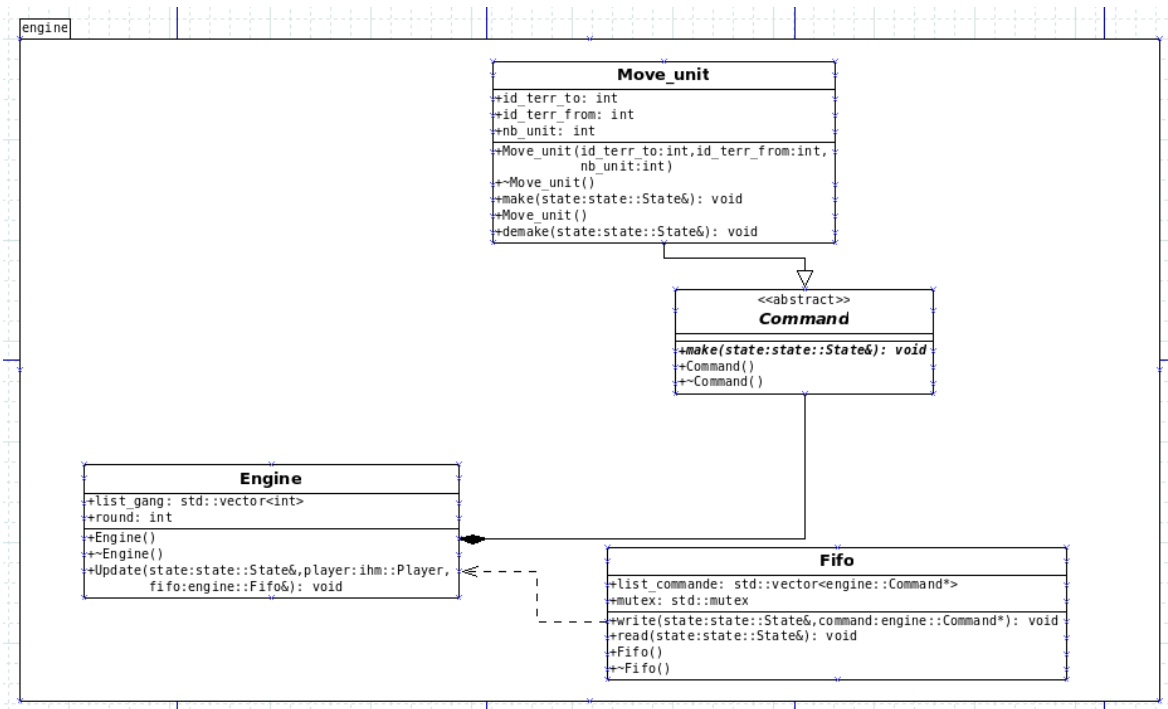 engine
Move_unit
+id_terr_to: int
+id_terr_from: int
+nb_unit: int
+Move_unit(id_terr_to:int,id_terr_from:int,
nb_unit:int)
+~Move_unit()
+make(state:state::State&): void
+Move_unit()
+demake(state:state::State&): void
<<abstract>>
Command
+make(state:state::State&): void
+Command()
+~Command()
Engine
+list_gang: std::vector<int>
+round: int
+Engine()
+~Engine()
+Update(state:state::State&,player:ihm::Player,
fifo:engine::Fifo&): void
Fifo
+list_commande: std::vector<engine::Command*>
+mutex: std::mutex
+write(state:state::State&,command:engine::Command*): void
+read(state:state::State&): void
+Fifo()
+~Fifo()